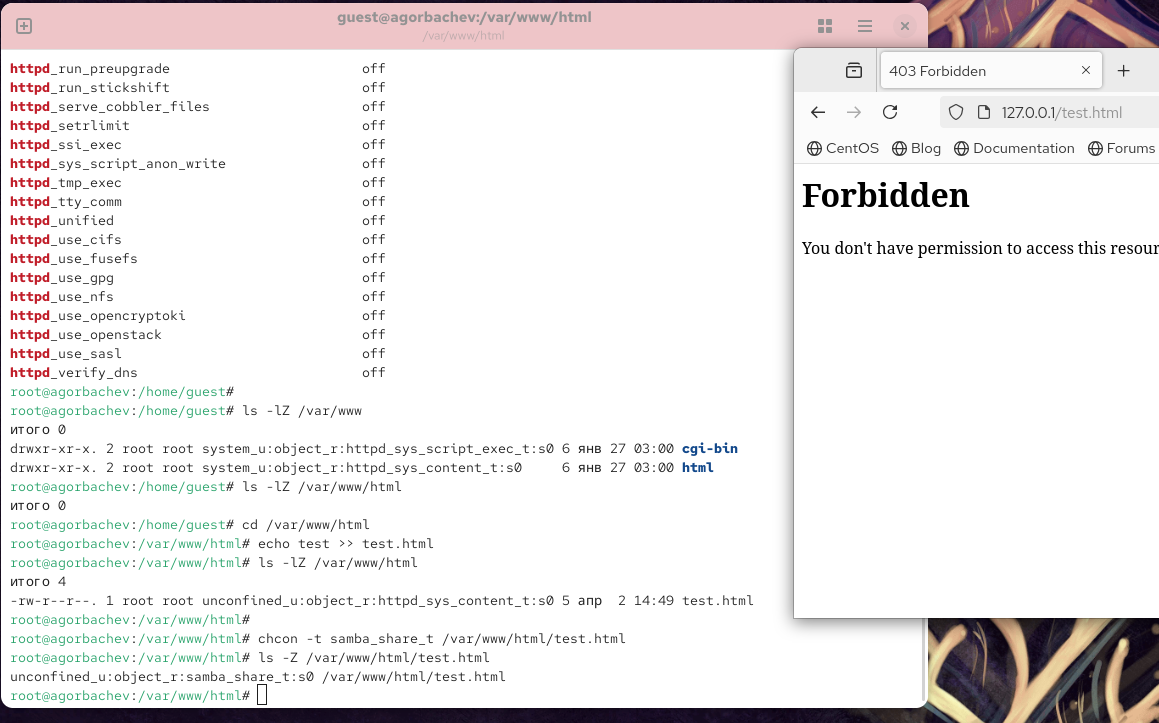 guest@agorbachev:/var/www/html
/var/www/html
httpd_run_preupgrade off
httpd_run_stickshift off
httpd_serve_cobbler_files off
httpd_setrlimit off
httpd_ssi_exec off
httpd_sys_script_anon_write off
httpd_tmp_exec off
httpd_tty_comm off
httpd_unified off
httpd_use_cifs off
httpd_use_fusefs off
httpd_use_gpg off
httpd_use_nfs off
httpd_use_opencryptoki off
httpd_use_openstack off
httpd_use_sasl off
httpd_verify_dns off
root@agorbachev:/home/guest#
root@agorbachev:/home/guest# ls -lZ /var/www
итого 0
drwxr-xr-x. 2 root root system_u:object_r:httpd_sys_script_exec_t:s0 6 янв 27 03:00 cgi-bin
drwxr-xr-x. 2 root root system_u:object_r:httpd_sys_content_t:s0 6 янв 27 03:00 html
root@agorbachev:/home/guest# ls -lZ /var/www/html
итого 0
root@agorbachev:/home/guest# cd /var/www/html
root@agorbachev:/var/www/html# echo test >> test.html
root@agorbachev:/var/www/html# ls -lZ /var/www/html
итого 4
-rw-r--r--. 1 root root unconfined_u:object_r:httpd_sys_content_t:s0 5 апр 2 14:49 test.html
root@agorbachev:/var/www/html#
root@agorbachev:/var/www/html# chcon -t samba_share_t /var/www/html/test.html
root@agorbachev:/var/www/html# ls -Z /var/www/html/test.html
unconfined_u:object_r:samba_share_t:s0 /var/www/html/test.html
root@agorbachev:/var/www/html#
403 Forbidden
127.0.0.1/test.html
CentOS Blog Documentation Forums
Forbidden
You don't have permission to access this resour